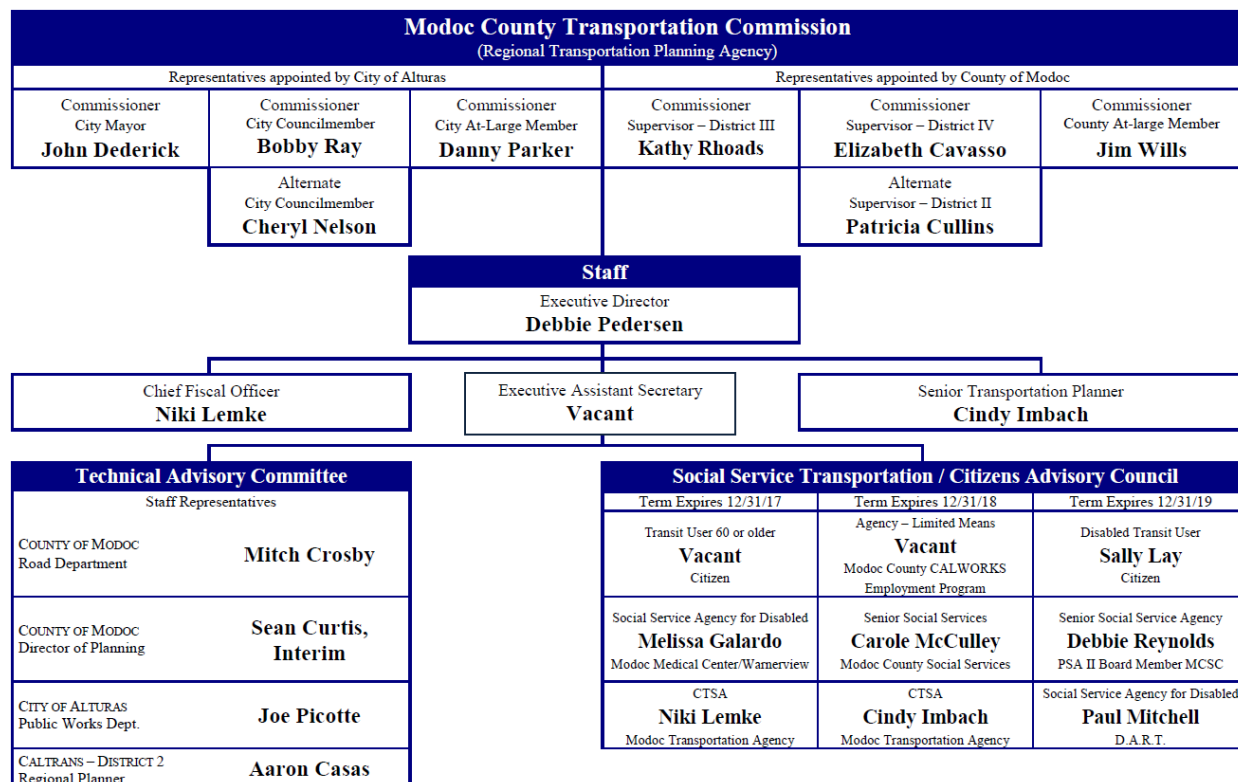 Modoc County Transportation Commission
(Regional Transportation Planning Agency)
Representatives appointed by City of Alturas
Representatives appointed by County of Modoc
Commissioner
City Mayor
John Dederick
Commissioner
City Councilmember
Bobby Ray
Commissioner
City At-Large Member
Danny Parker
Commissioner
Supervisor – District III
Kathy Rhoads
Commissioner
Supervisor – District IV
Elizabeth Cavasso
Commissioner
County At-large Member
Jim Wills
Alternate
City Councilmember
Cheryl Nelson
Alternate
Supervisor – District II
Patricia Cullins
Staff
Executive Director
Debbie Pedersen
Chief Fiscal Officer
Niki Lemke
Executive Assistant Secretary
Vacant
Senior Transportation Planner
Cindy Imbach
Technical Advisory Committee
Staff Representatives
COUNTY OF MODOC
Road Department
Mitch Crosby
COUNTY OF MODOC
Director of Planning
Sean Curtis,
Interim
CITY OF ALTURAS
Public Works Dept.
Joe Picotte
CALTRANS – DISTRICT 2
Regional Planner
Aaron Casas
Social Service Transportation / Citizens Advisory Council
Term Expires 12/31/17
Term Expires 12/31/18
Term Expires 12/31/19
Transit User 60 or older
Vacant
Citizen
Agency – Limited Means
Vacant
Modoc County CALWORKS
Employment Program
Disabled Transit User
Sally Lay
Citizen
Social Service Agency for Disabled
Melissa Galardo
Modoc Medical Center/Warnerview
Senior Social Services
Carole McCulley
Modoc County Social Services
Senior Social Service Agency
Debbie Reynolds
PSA II Board Member MCSC
CTSA
Niki Lemke
Modoc Transportation Agency
CTSA
Cindy Imbach
Modoc Transportation Agency
Social Service Agency for Disabled
Paul Mitchell
D.A.R.T.